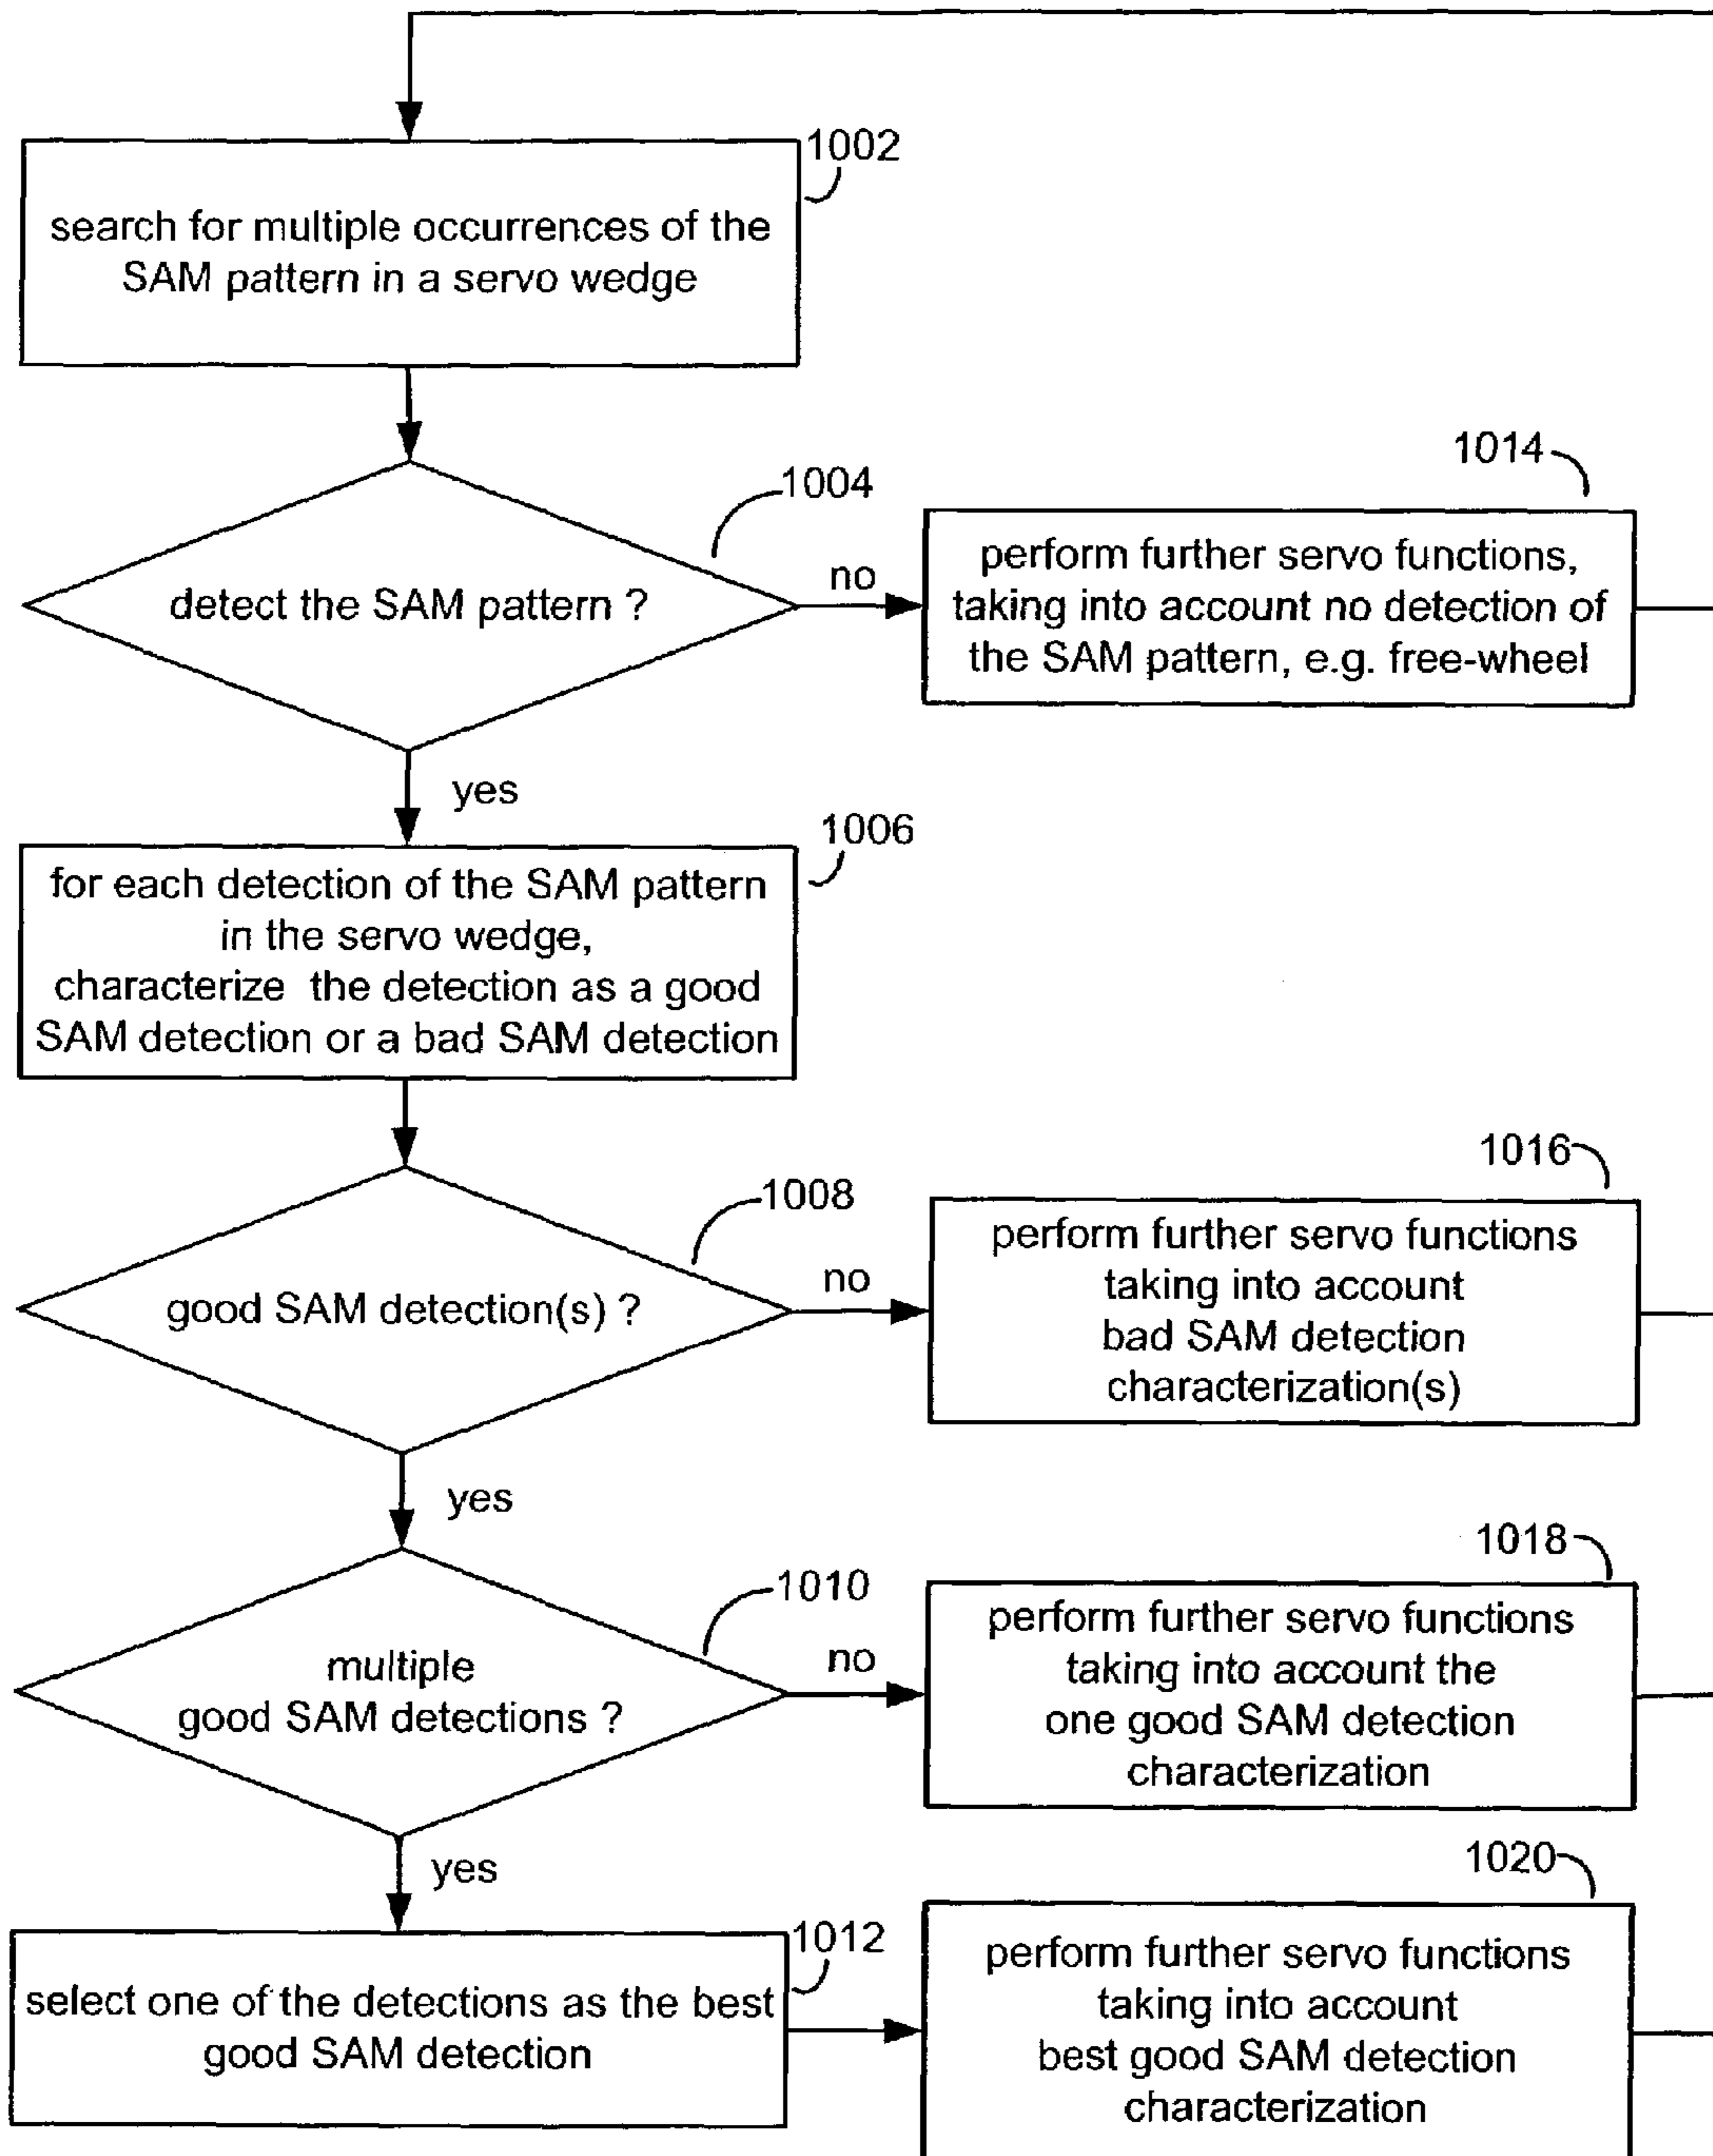 1002
search for multiple occurrences of the
SAM pattern in a servo wedge
1004
detect the SAM pattern ?
no
1014
perform further servo functions,
taking into account no detection of
the SAM pattern, e.g. free-wheel
yes
1006
for each detection of the SAM pattern
in the servo wedge,
characterize the detection as a good
SAM detection or a bad SAM detection
1008
good SAM detection(s) ?
no
1016
perform further servo functions
taking into account
bad SAM detection
characterization(s)
yes
1010
multiple
good SAM detections ?
no
1018
perform further servo functions
taking into account the
one good SAM detection
characterization
yes
1012
select one of the detections as the best
good SAM detection
1020
perform further servo functions
taking into account
best good SAM detection
characterization